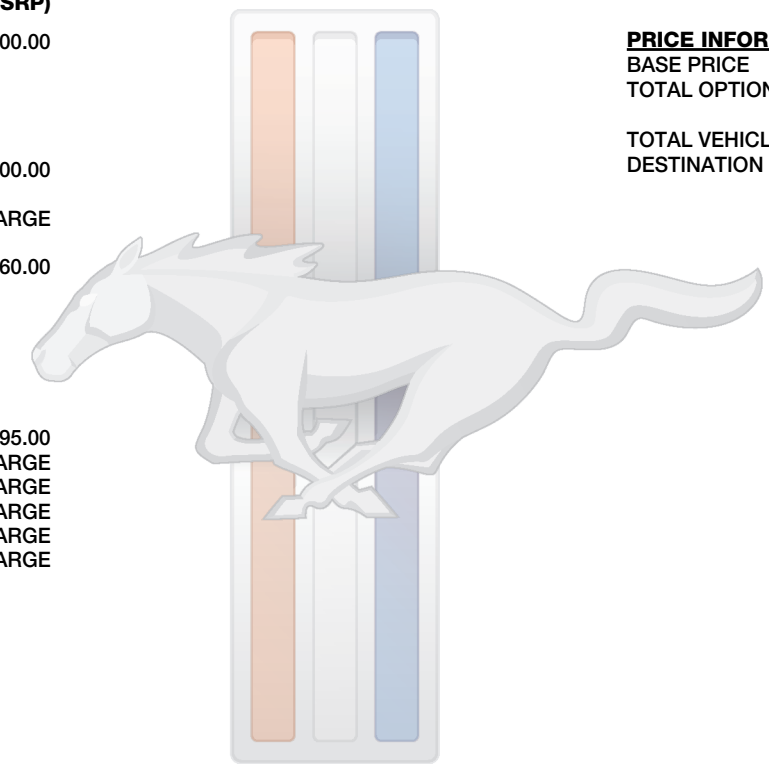 SRP)
00.00
00.00
ARGE
60.00
95.00
ARGE
ARGE
ARGE
ARGE
ARGE
PRICE INFOR
BASE PRICE
TOTAL OPTION
TOTAL VEHICL
DESTINATION